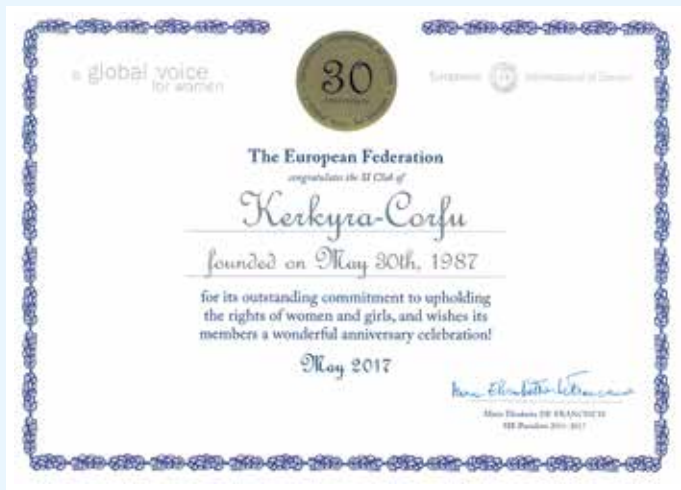 a global voice
for women
30
The European Federation
congratulates the SI Club of
Kerkyra-Corfu
founded on May 30th, 1987
for its outstanding commitment to upholding
the rights of women and girls, and wishes its
members a wonderful anniversary celebration!
May 2017